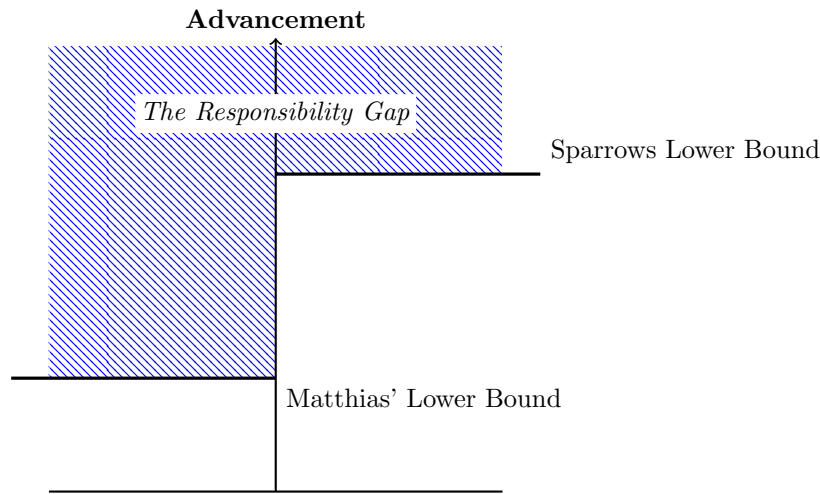 Advancement
The Responsibility Gap
Sparrows Lower Bound
Matthias’ Lower Bound